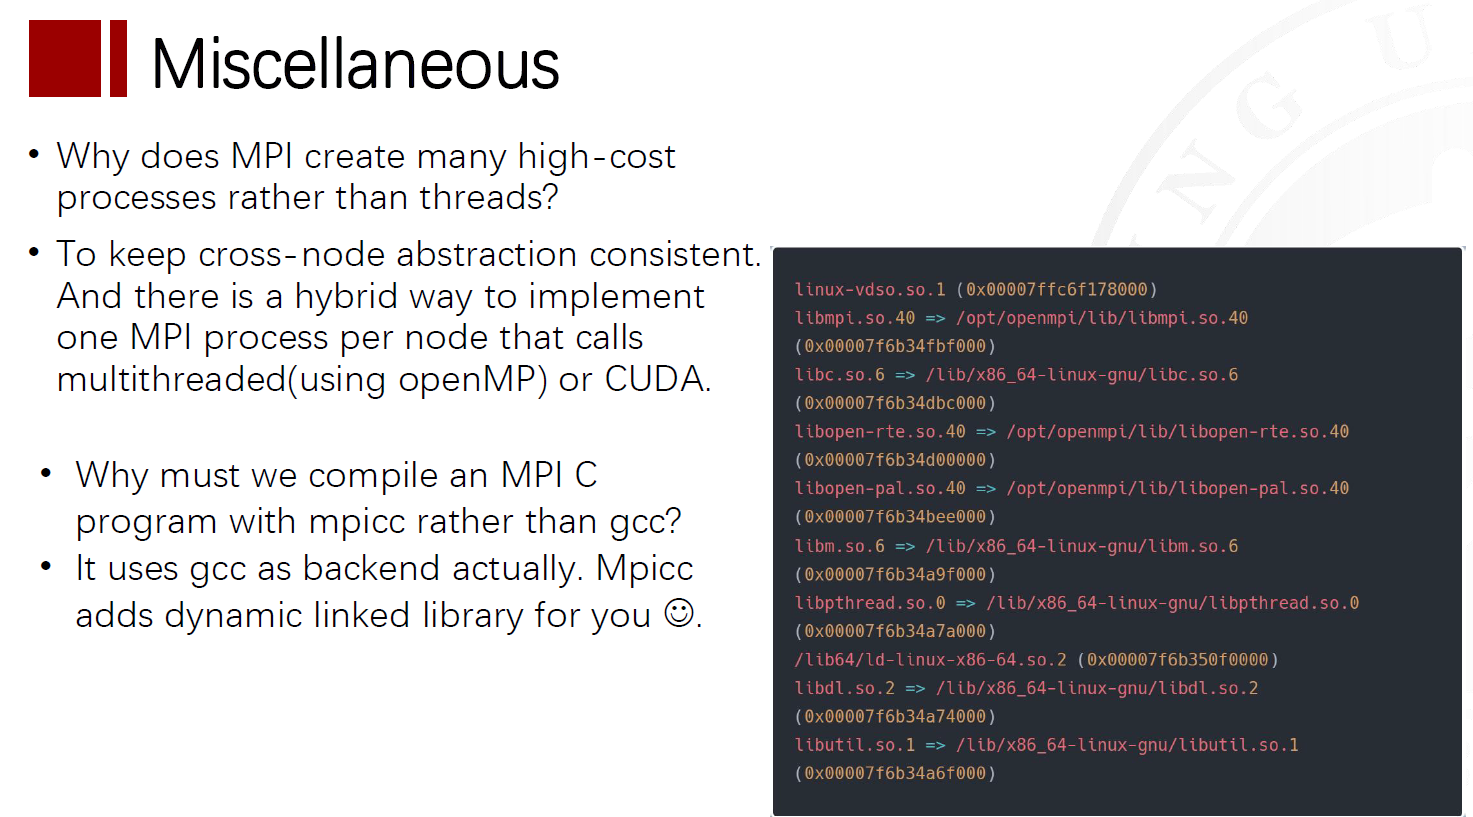 Miscellaneous
• Why does MPI create many high-cost
processes rather than threads?
• To keep cross-node abstraction consistent.
And there is a hybrid way to implement
one MPI process per node that calls
multithreaded(using openMP) or CUDA.
• Why must we compile an MPI C
program with mpicc rather than gcc?
• It uses gcc as backend actually. Mpicc
adds dynamic linked library for you ☺.
linux-vdso.so.1 (0x00007ffc6f178000)
libmpi.so.40 => /opt/openmpi/lib/libmpi.so.40
(0x00007f6b34fbf000)
libc.so.6 => /lib/x86_64-linux-gnu/libc.so.6
(0x00007f6b34dbc000)
libopen-rte.so.40 => /opt/openmpi/lib/libopen-rte.so.40
(0x00007f6b34d00000)
libopen-pal.so.40 => /opt/openmpi/lib/libopen-pal.so.40
(0x00007f6b34bee000)
libm.so.6 => /lib/x86_64-linux-gnu/libm.so.6
(0x00007f6b34a9f000)
libpthread.so.0 => /lib/x86_64-linux-gnu/libpthread.so.0
(0x00007f6b34a7a000)
/lib64/ld-linux-x86-64.so.2 (0x00007f6b350f0000)
libdl.so.2 => /lib/x86_64-linux-gnu/libdl.so.2
(0x00007f6b34a74000)
libutil.so.1 => /lib/x86_64-linux-gnu/libutil.so.1
(0x00007f6b34a6f000)
NG U